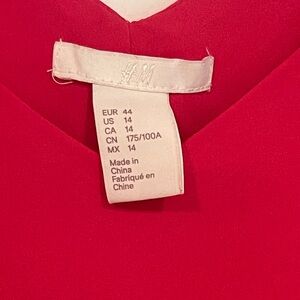 H&M
EUR 44
US 14
CA 14
CN 175/100A
MX 14
Made in
China
Fabriqué en
Chine